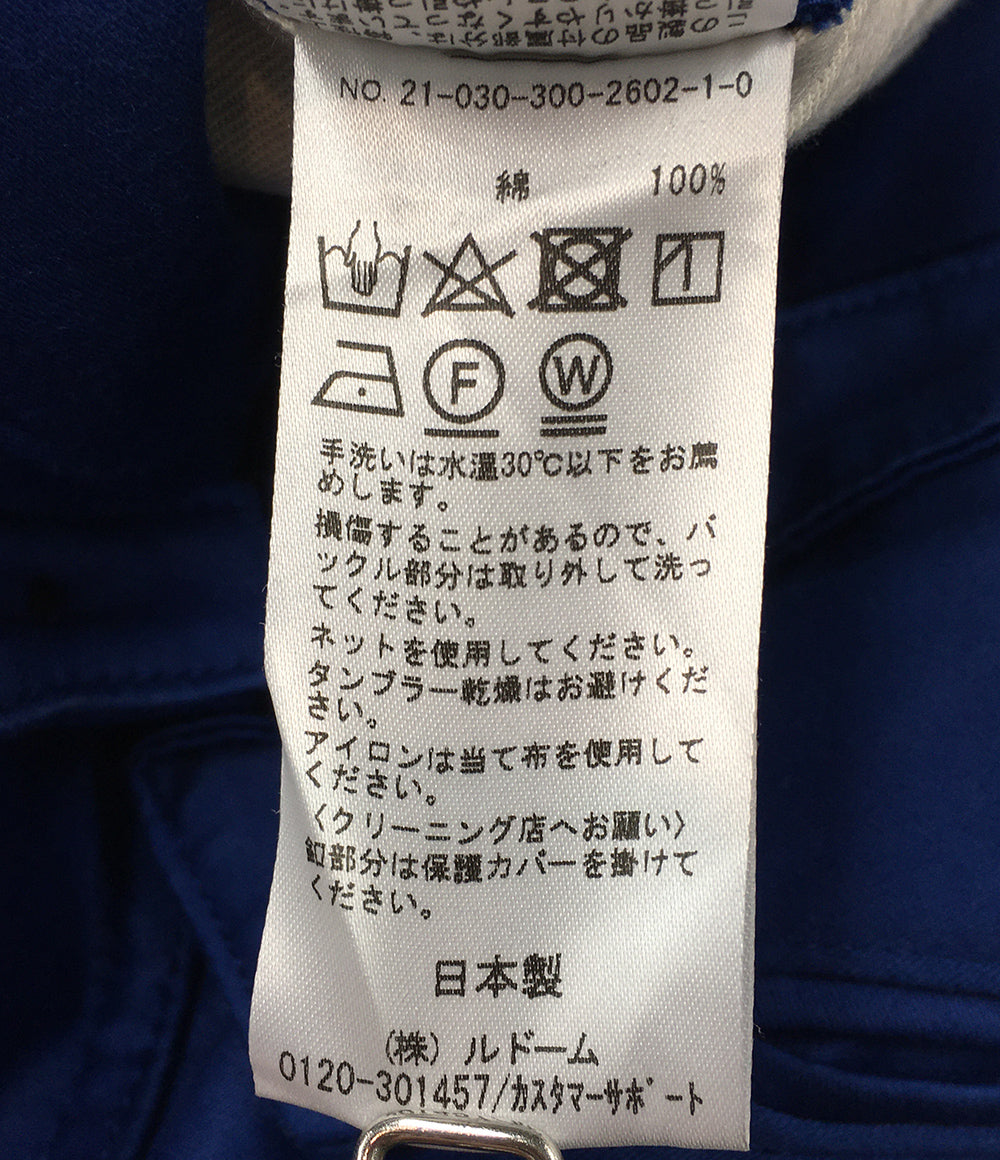 NO. 21-030-300-2602-1-0
綿 100%
F W
手洗いは水温30℃以下をお薦
めします。
損傷することがあるので、バ
ックル部分は取り外して洗っ
てください。
ネットを使用してください。
タンブラー乾燥はお避けくだ
さい。
アイロンは当て布を使用して
ください。
〈クリーニング店へお願い〉
釦部分は保護カバーを掛けて
ください。
日本製
(株) ルドーム
0120-301457/カスタマーサポート